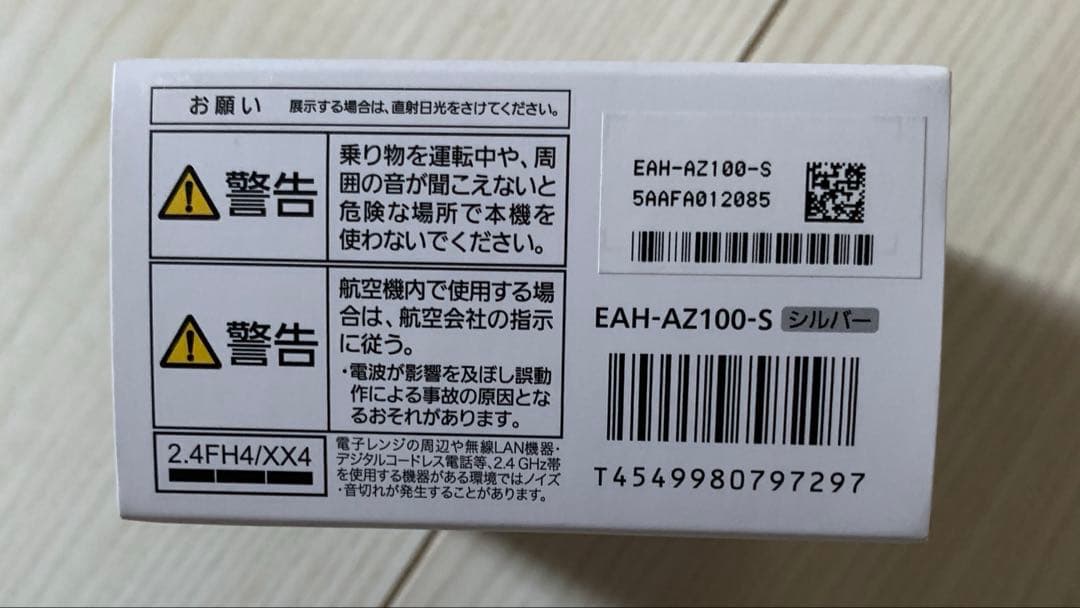 お願い 展示する場合は、直射日光をさけてください。
警告
乗り物を運転中や、周
囲の音が聞こえないと
危険な場所で本機を
使わないでください。
警告
航空機内で使用する場
合は、航空会社の指示
に従う。
・電波が影響を及ぼし誤動
作による事故の原因とな
るおそれがあります。
2.4FH4/XX4
電子レンジの周辺や無線LAN機器・
デジタルコードレス電話等、2.4 GHz帯
を使用する機器がある環境ではノイズ
・音切れが発生することがあります。
EAH-AZ100-S
5AAFA012085
EAH-AZ100-S シルバー
T4549980797297